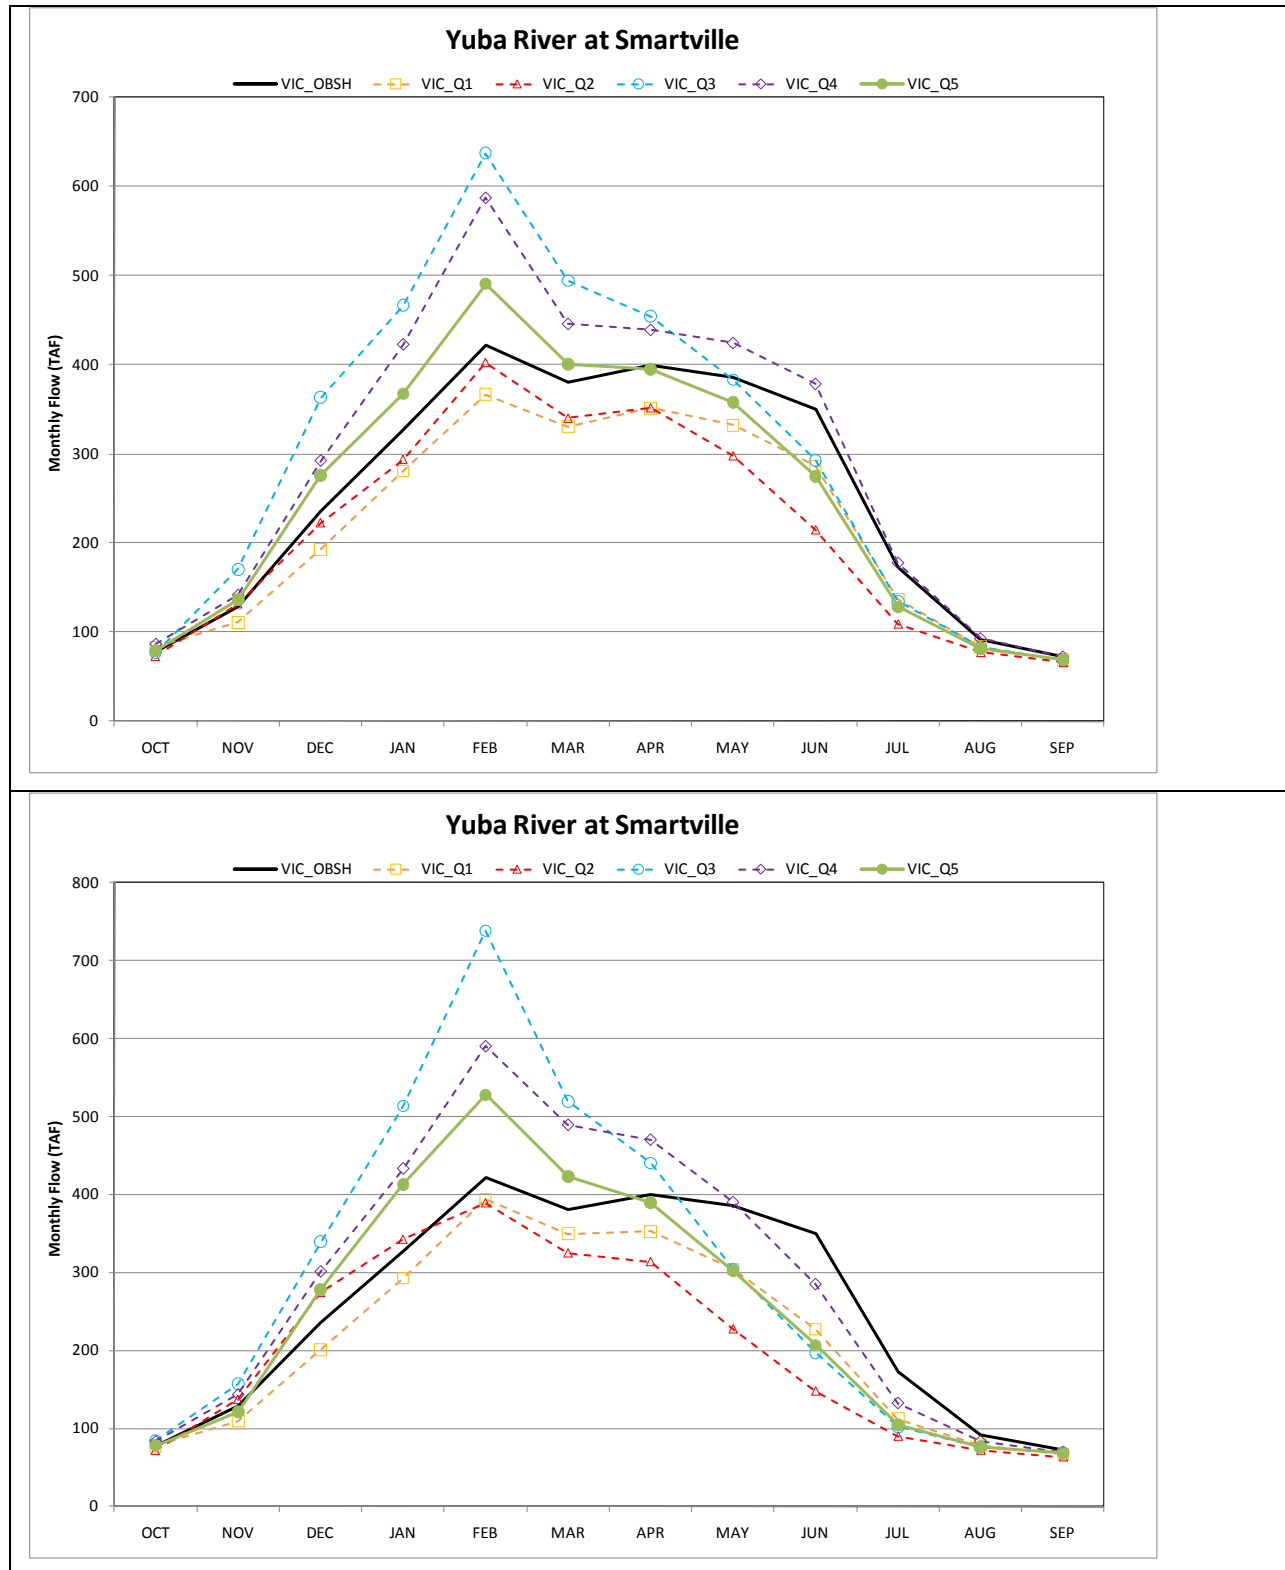 Yuba River at Smartville
VIC_OBSH VIC_Q1 VIC_Q2 VIC_Q3 VIC_Q4 VIC_Q5
700
600
500
400
300
200
100
0
Monthly Flow (TAF)
OCT NOV DEC JAN FEB MAR APR MAY JUN JUL AUG SEP
Yuba River at Smartville
VIC_OBSH VIC_Q1 VIC_Q2 VIC_Q3 VIC_Q4 VIC_Q5
800
700
600
500
400
300
200
100
0
Monthly Flow (TAF)
OCT NOV DEC JAN FEB MAR APR MAY JUN JUL AUG SEP